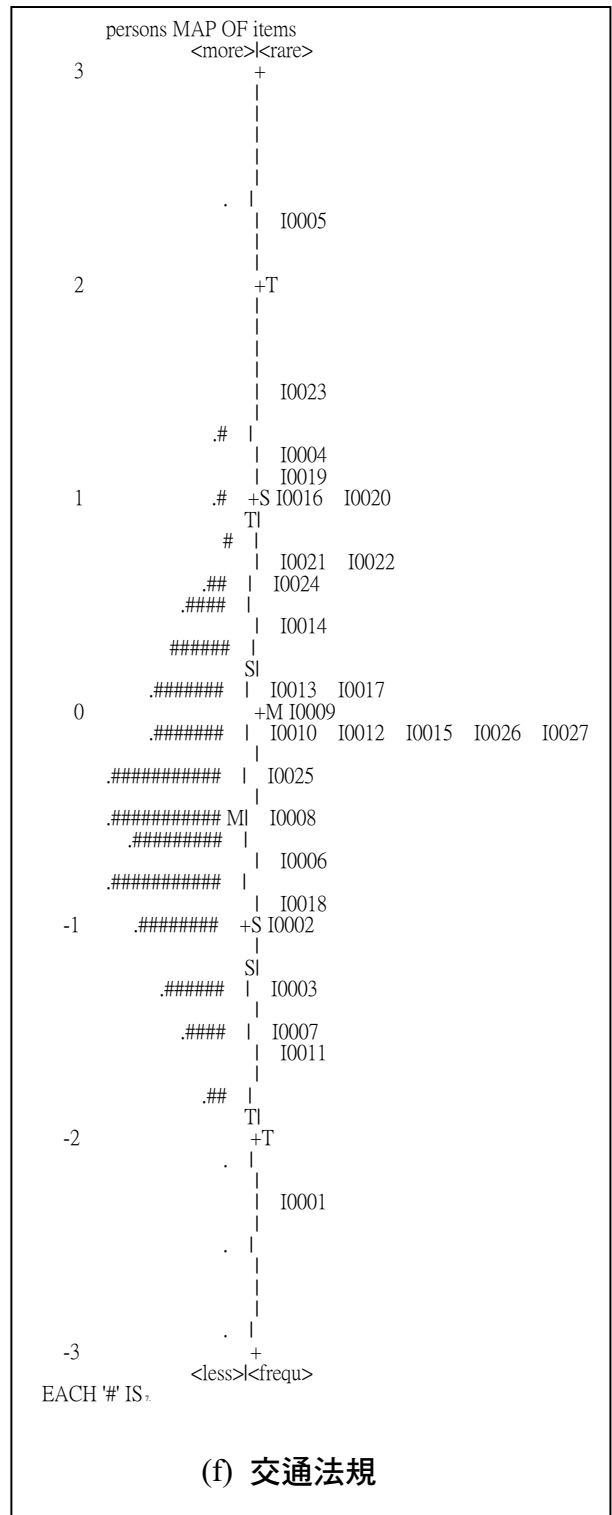 persons MAP OF items
<more>|<rare>
3 +
|
|
|
|
|
. |
| I0005
|
|
2 +T
|
|
|
|
| I0023
|
.# |
| I0004
| I0019
1 .# +S I0016 I0020
T|
# |
| I0021 I0022
.## | I0024
.#### |
| I0014
###### |
S|
.####### | I0013 I0017
0 +M I0009
.####### | I0010 I0012 I0015 I0026 I0027
|
.########### | I0025
|
.########### M| I0008
.######### |
| I0006
.########### |
| I0018
-1 .######## +S I0002
|
S|
.###### | I0003
|
.#### | I0007
| I0011
|
.## |
T|
-2 +T
. |
|
| I0001
|
. |
|
|
|
. |
-3 +
<less>|<frequ>
EACH '#' IS 7.
(f) 交通法規